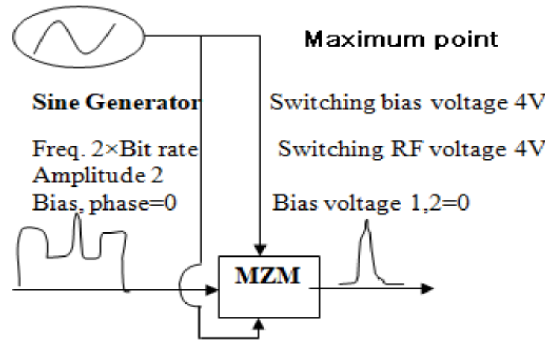 Maximum point
Sine Generator
Switching bias voltage 4V
Freq. 2×Bit rate
Switching RF voltage 4V
Amplitude 2
Bias, phase=0
Bias voltage 1,2=0
MZM